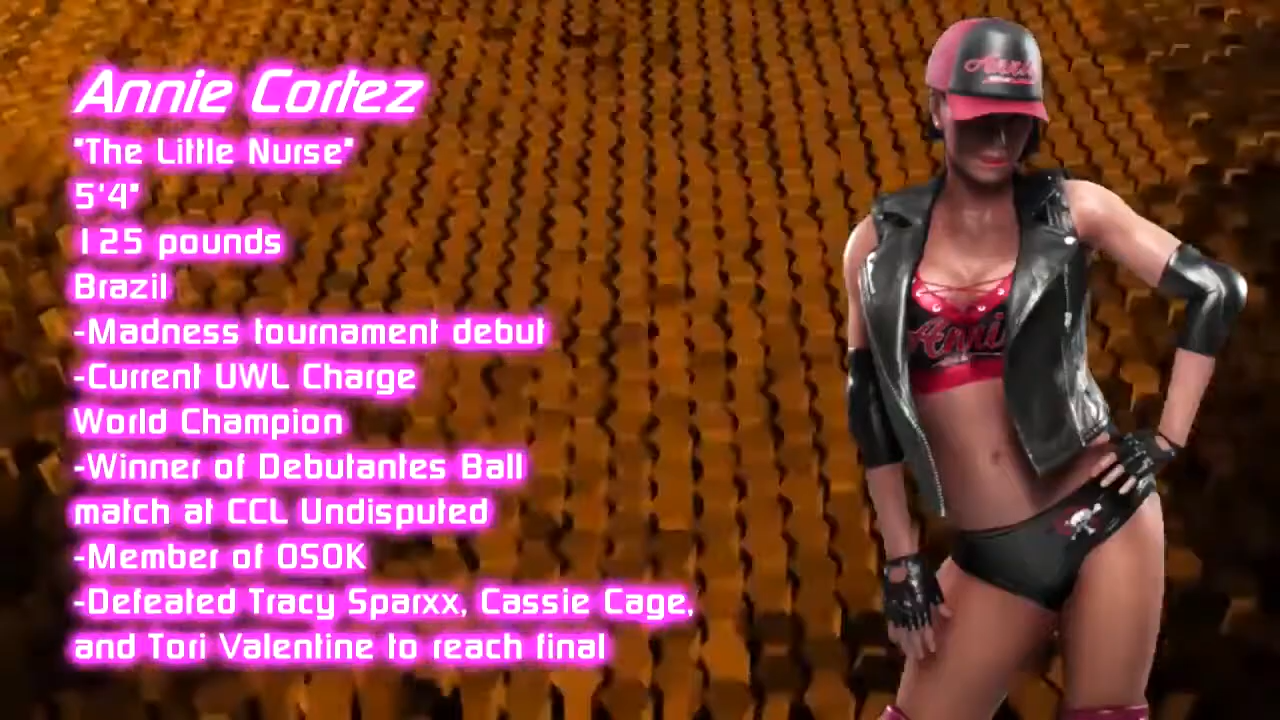 Annie Cortez
"The Little Nurse"
5'4"
125 pounds
Brazil
-Madness tournament debut
-Current UWL Charge
World Champion
-Winner of Debutantes Ball
match at CCL Undisputed
-Member of OSOK
-Defeated Tracy Sparxx, Cassie Cage,
and Tori Valentine to reach final